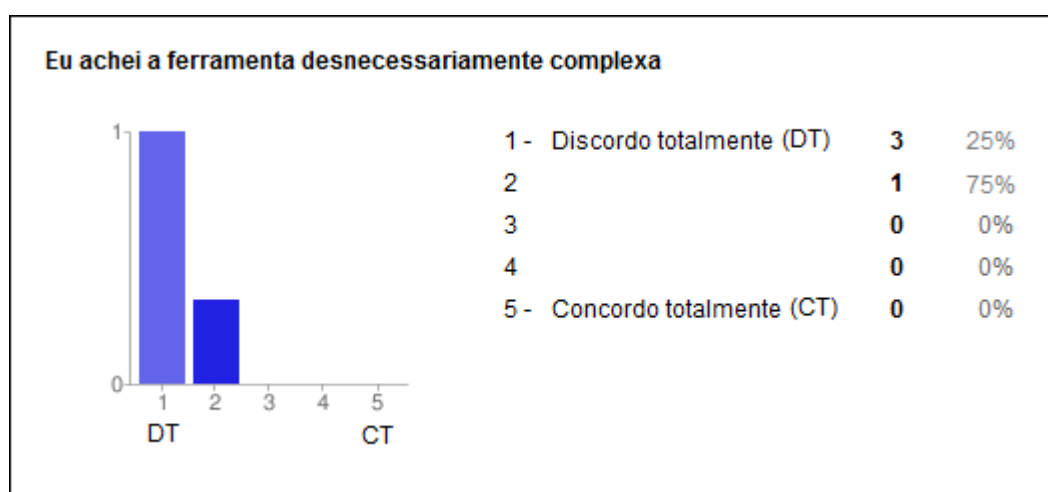 Eu achei a ferramenta desnecessariamente complexa
1
0
1 2 3 4 5
DT CT
1 - Discordo totalmente (DT) 3 25%
2 1 75%
3 0 0%
4 0 0%
5 - Concordo totalmente (CT) 0 0%